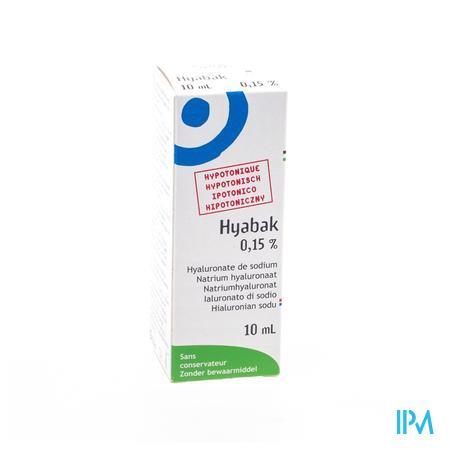 Hyabak
10 mL 0,15 %
HYPOTONIQUE
HYPOTONISCH
IPOTONICO
HIPOTONICZNY
Hyabak
0,15 %
Hyaluronate de sodium
Natrium hyaluronaat
Natriumhyaluronat
Ialuronato di sodio
Hialuronian sodu
10 mL
Sans
conservateur
Zonder bewaarmiddel
IPM